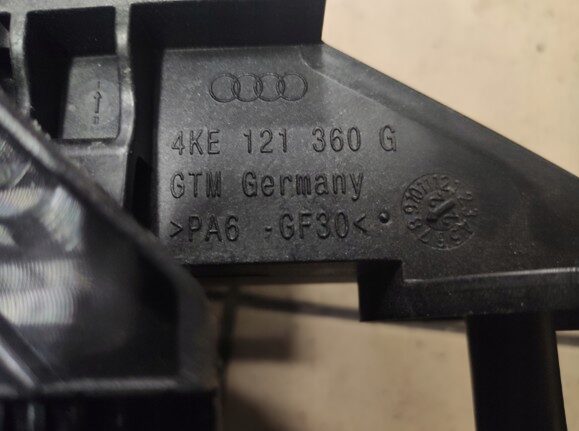 4KE 121 360 G
GTM Germany
>PA6 -GF30<